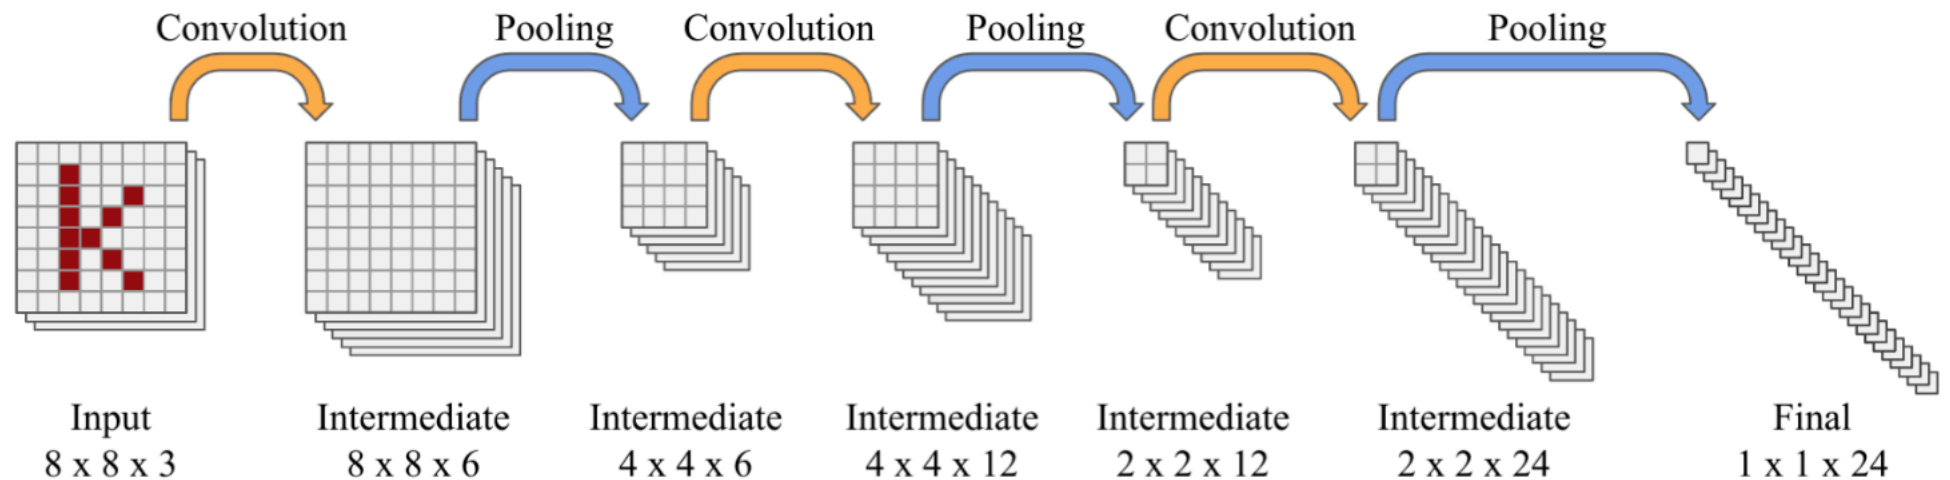 Convolution
Pooling
Convolution
Pooling
Convolution
Pooling
Input
8 x 8 x 3
Intermediate
8 x 8 x 6
Intermediate
4 x 4 x 6
Intermediate
4 x 4 x 12
Intermediate
2 x 2 x 12
Intermediate
2 x 2 x 24
Final
1 x 1 x 24